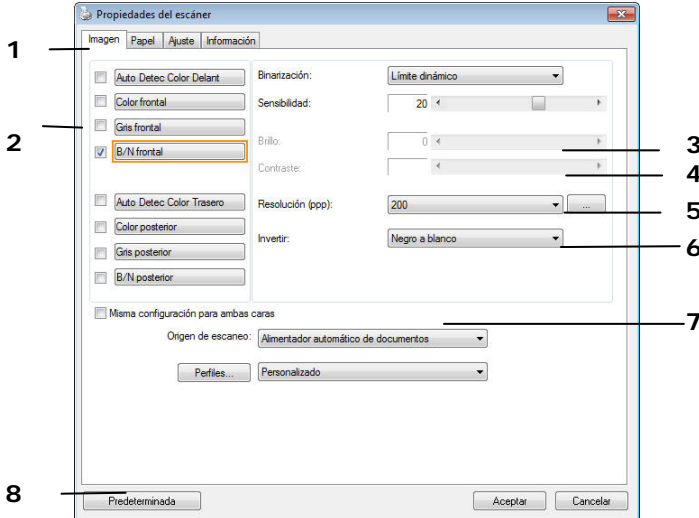 Propiedades del escáner
Imagen Papel Ajuste Información
1
Auto Detec Color Delant
Binarización: Límite dinámico
Color frontal
Sensibilidad: 20
2
Gris frontal
Brillo: 0
3
B/N frontal
Contraste:
4
Auto Detec Color Trasero
Resolución (ppp): 200 ...
5
Color posterior
Invertir: Negro a blanco
6
Gris posterior
B/N posterior
Misma configuración para ambas caras
7
Origen de escaneo: Alimentador automático de documentos
Perfiles... Personalizado
8
Predeterminada Aceptar Cancelar